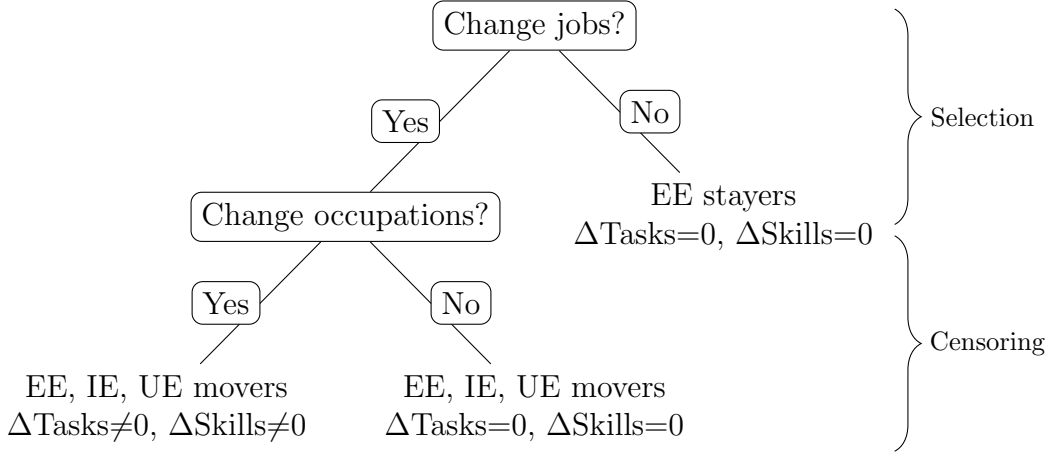 Change jobs?
Yes
No
Selection
EE stayers
ΔTasks=0, ΔSkills=0
Change occupations?
Yes
No
Censoring
EE, IE, UE movers
ΔTasks≠0, ΔSkills≠0
EE, IE, UE movers
ΔTasks=0, ΔSkills=0